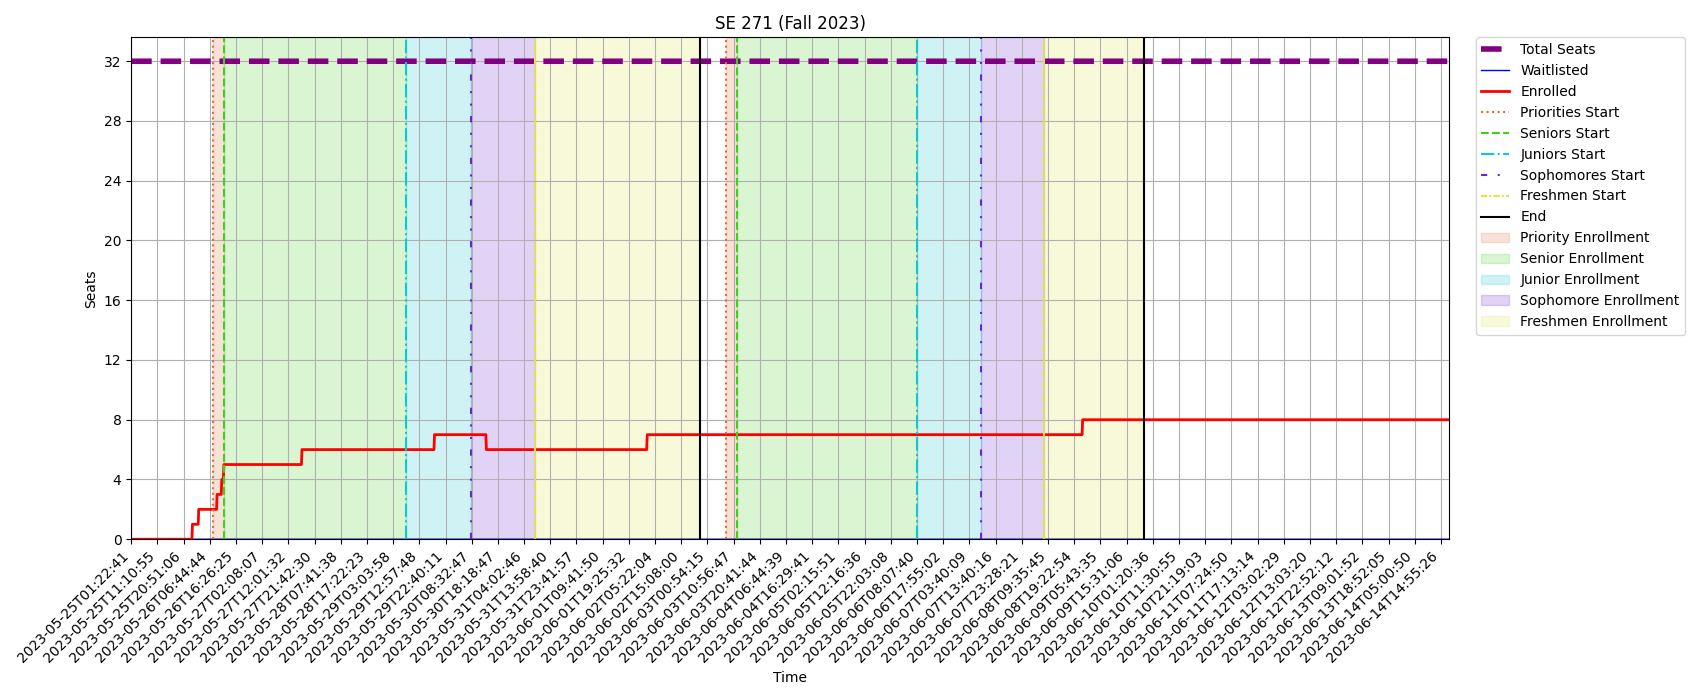 SE 271 (Fall 2023)
Total Seats
Waitlisted
Enrolled
Priorities Start
Seniors Start
Juniors Start
Sophomores Start
Freshmen Start
End
Priority Enrollment
Senior Enrollment
Junior Enrollment
Sophomore Enrollment
Freshmen Enrollment
Seats
32
28
24
20
16
12
8
4
0
2023-05-25T01:22:41
2023-05-25T11:10:55
2023-05-25T20:51:06
2023-05-26T06:44:44
2023-05-26T16:26:25
2023-05-27T02:08:07
2023-05-27T12:01:32
2023-05-27T21:42:30
2023-05-28T07:41:38
2023-05-28T17:22:23
2023-05-29T03:03:58
2023-05-29T12:57:48
2023-05-29T22:40:11
2023-05-30T08:32:47
2023-05-30T18:18:47
2023-05-31T04:02:46
2023-05-31T13:58:40
2023-05-31T23:41:57
2023-06-01T09:41:50
2023-06-01T19:25:32
2023-06-02T05:22:04
2023-06-02T15:08:00
2023-06-03T00:54:15
2023-06-03T10:56:47
2023-06-03T20:41:44
2023-06-04T06:44:39
2023-06-04T16:29:41
2023-06-05T02:15:51
2023-06-05T12:16:36
2023-06-05T22:03:08
2023-06-06T08:07:40
2023-06-06T17:55:02
2023-06-07T03:40:09
2023-06-07T13:40:16
2023-06-07T23:28:21
2023-06-08T09:35:45
2023-06-08T19:22:54
2023-06-09T05:43:35
2023-06-09T15:31:06
2023-06-10T01:20:36
2023-06-10T11:30:55
2023-06-10T21:19:03
2023-06-11T07:24:50
2023-06-11T17:13:14
2023-06-12T03:02:29
2023-06-12T13:03:20
2023-06-12T22:52:12
2023-06-13T09:01:52
2023-06-13T18:52:05
2023-06-14T05:00:50
2023-06-14T14:55:26
Time